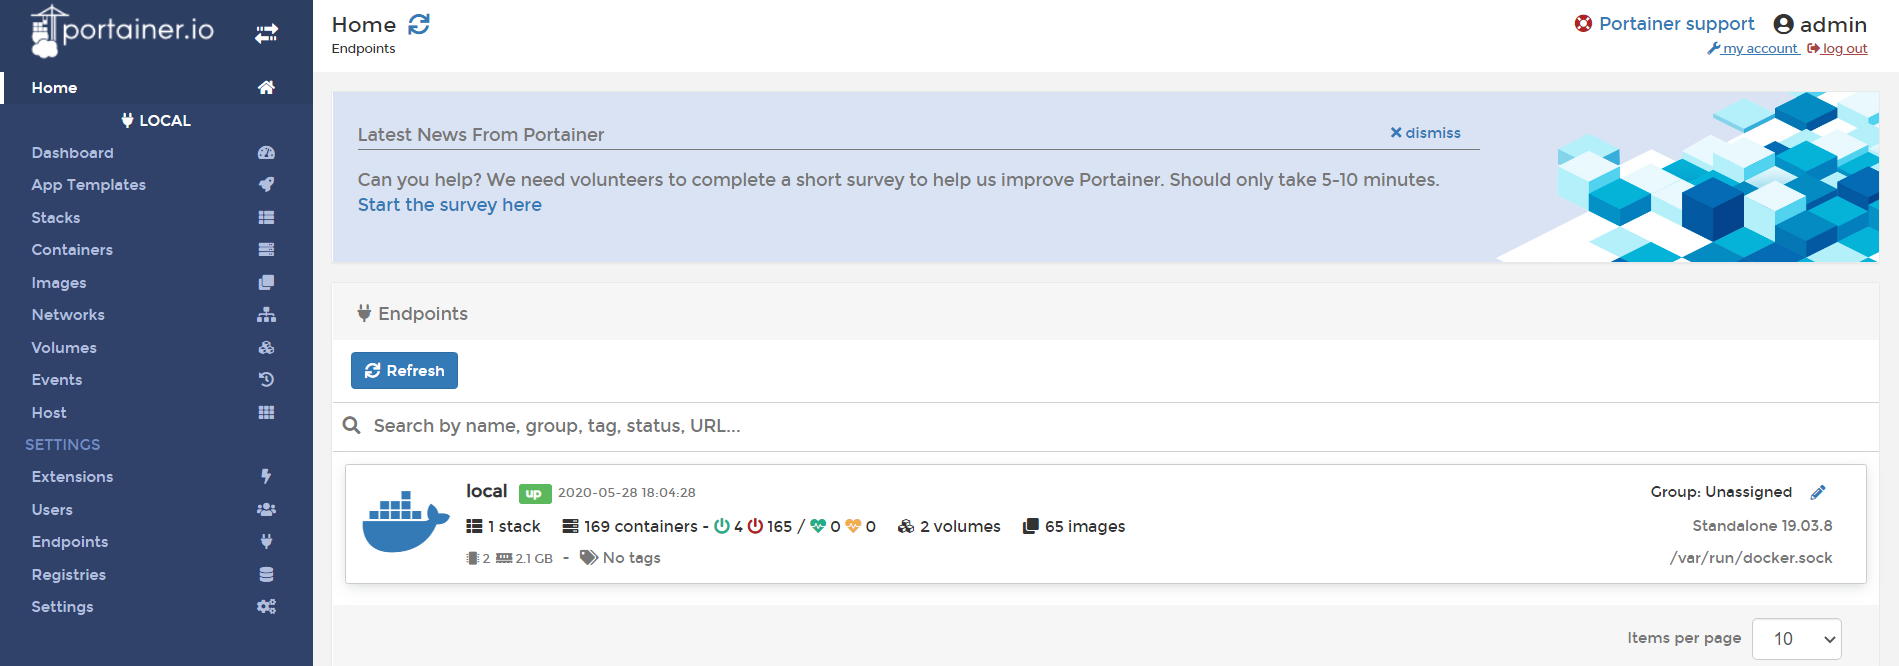 portainer.io
Home
LOCAL
Dashboard
App Templates
Stacks
Containers
Images
Networks
Volumes
Events
Host
SETTINGS
Extensions
Users
Endpoints
Registries
Settings
Home
Endpoints
Portainer support
admin
my account
log out
Latest News From Portainer
dismiss
Can you help? We need volunteers to complete a short survey to help us improve Portainer. Should only take 5-10 minutes.
Start the survey here
Endpoints
Refresh
Search by name, group, tag, status, URL...
local up 2020-05-28 18:04:28
Group: Unassigned
1 stack 169 containers - 4 165 / 0 0 2 volumes 65 images
Standalone 19.03.8
2 2.1 GB - No tags
/var/run/docker.sock
Items per page 10